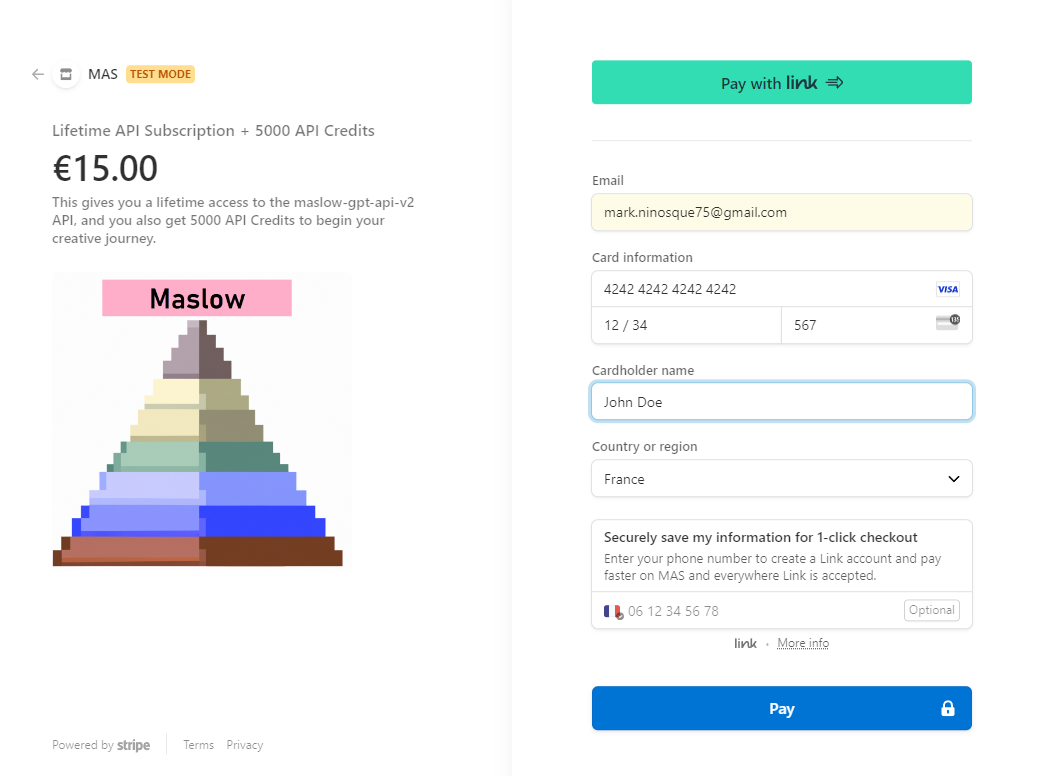 MAS TEST MODE
Lifetime API Subscription + 5000 API Credits
€15.00
This gives you a lifetime access to the maslow-gpt-api-v2
API, and you also get 5000 API Credits to begin your
creative journey.
Maslow
Powered by stripe
Terms Privacy
Pay with link
Email
mark.ninosque75@gmail.com
Card information
4242 4242 4242 4242 VISA
12 / 34 567
Cardholder name
John Doe
Country or region
France
Securely save my information for 1-click checkout
Enter your phone number to create a Link account and pay
faster on MAS and everywhere Link is accepted.
06 12 34 56 78 Optional
link • More info
Pay